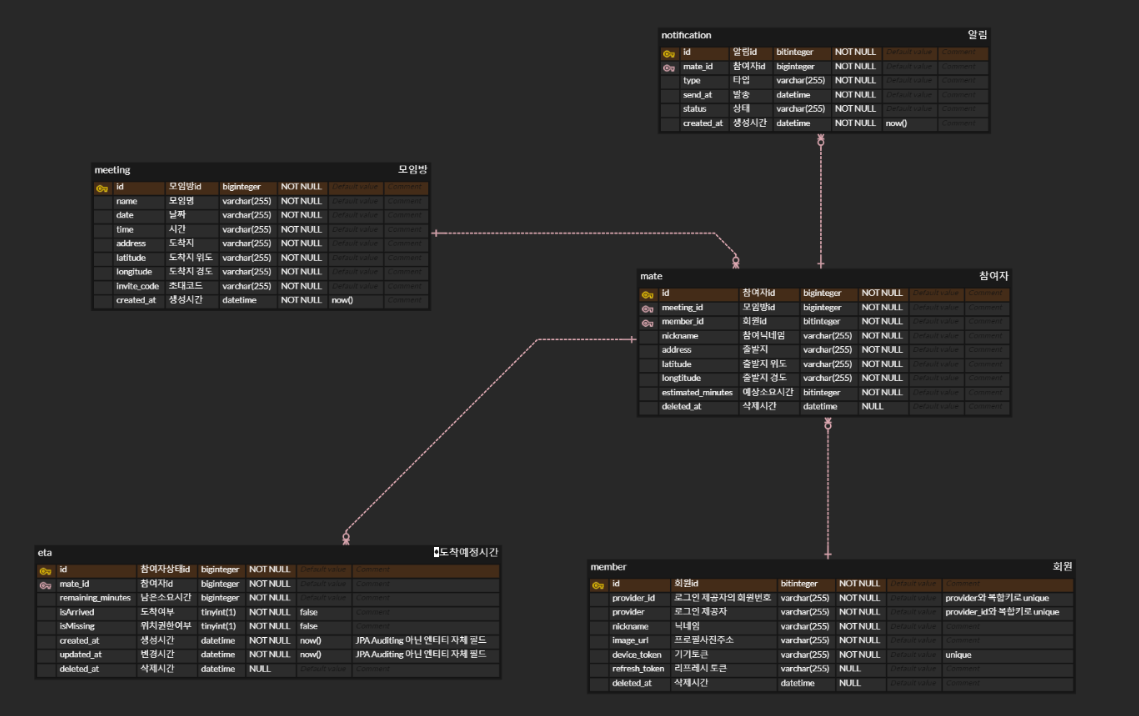 notification 알림
id 알림id bitinteger NOT NULL Default value Comment
mate_id 참여자id biginteger NOT NULL Default value Comment
type 타입 varchar(255) NOT NULL Default value Comment
send_at 발송 datetime NOT NULL Default value Comment
status 상태 varchar(255) NOT NULL Default value Comment
created_at 생성시간 datetime NOT NULL now() Comment
meeting 모임방
id 모임방id biginteger NOT NULL Default value Comment
name 모임명 varchar(255) NOT NULL Default value Comment
date 날짜 varchar(255) NOT NULL Default value Comment
time 시간 varchar(255) NOT NULL Default value Comment
address 도착지 varchar(255) NOT NULL Default value Comment
latitude 도착지 위도 varchar(255) NOT NULL Default value Comment
longitude 도착지 경도 varchar(255) NOT NULL Default value Comment
invite_code 초대코드 varchar(255) NOT NULL Default value Comment
created_at 생성시간 datetime NOT NULL now() Comment
mate 참여자
id 참여자id biginteger NOT NULL Default value Comment
meeting_id 모임방id biginteger NOT NULL Default value Comment
member_id 회원id bitinteger NOT NULL Default value Comment
nickname 참여닉네임 varchar(255) NOT NULL Default value Comment
address 출발지 varchar(255) NOT NULL Default value Comment
latitude 출발지 위도 varchar(255) NOT NULL Default value Comment
longtitude 출발지 경도 varchar(255) NOT NULL Default value Comment
estimated_minutes 예상소요시간 bitinteger NOT NULL Default value Comment
deleted_at 삭제시간 datetime NULL Default value Comment
eta *도착예정시간
id 참여자상태id biginteger NOT NULL Default value Comment
mate_id 참여자id biginteger NOT NULL Default value Comment
remaining_minutes 남은소요시간 biginteger NOT NULL Default value Comment
isArrived 도착여부 tinyint(1) NOT NULL false Comment
isMissing 위치권한여부 tinyint(1) NOT NULL false Comment
created_at 생성시간 datetime NOT NULL now() JPA Auditing 아닌 엔티티 자체 필드
updated_at 변경시간 datetime NOT NULL now() JPA Auditing 아닌 엔티티 자체 필드
deleted_at 삭제시간 datetime NULL Default value Comment
member 회원
id 회원id bitinteger NOT NULL Default value Comment
provider_id 로그인 제공자의 회원번호 varchar(255) NOT NULL Default value provider와 복합키로 unique
provider 로그인 제공자 varchar(255) NOT NULL Default value provider_id와 복합키로 unique
nickname 닉네임 varchar(255) NOT NULL Default value Comment
image_url 프로필사진주소 varchar(255) NOT NULL Default value Comment
device_token 기기토큰 varchar(255) NOT NULL Default value unique
refresh_token 리프레시 토큰 varchar(255) NULL Default value Comment
deleted_at 삭제시간 datetime NULL Default value Comment